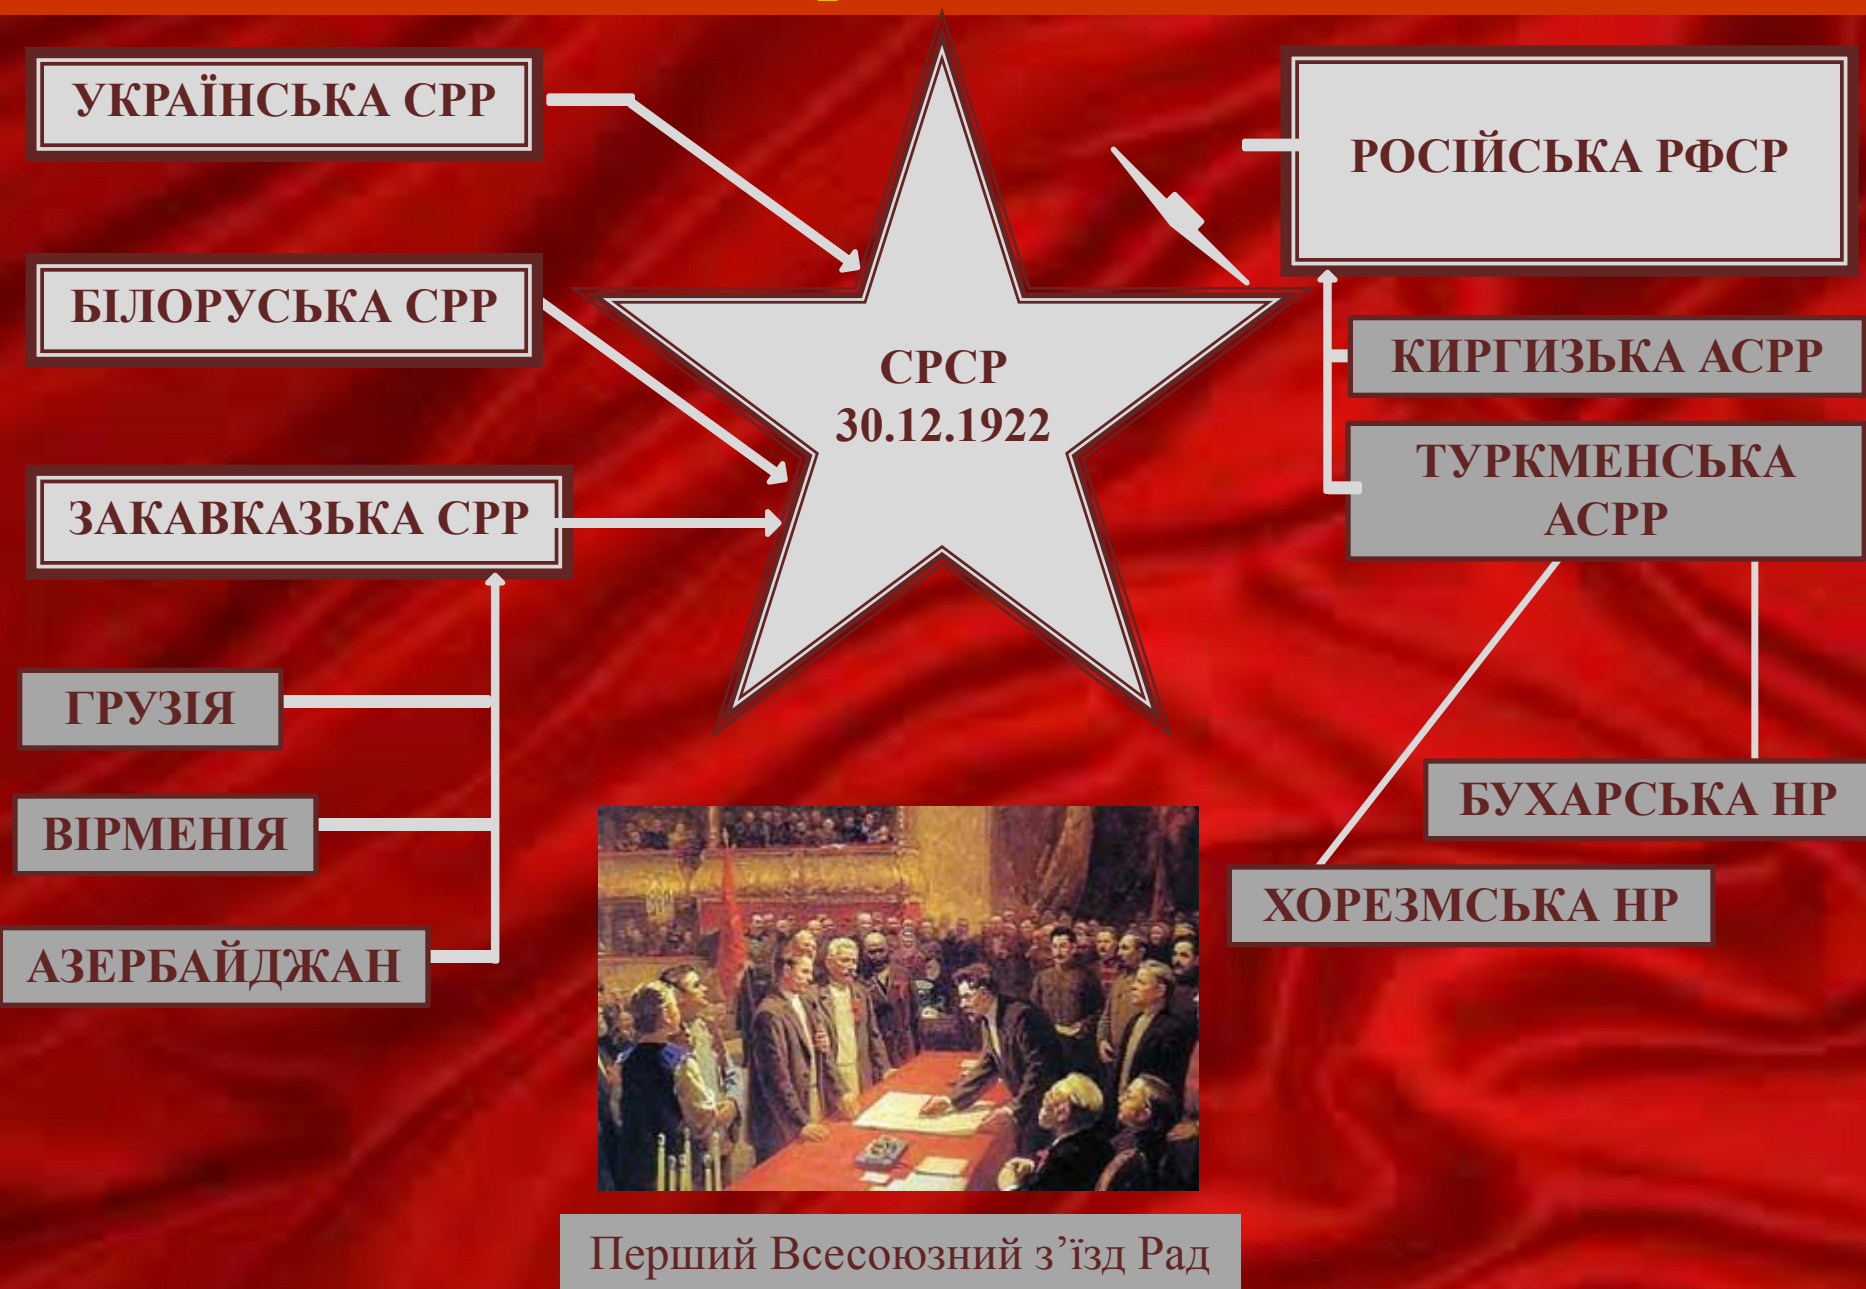 УКРАЇНСЬКА СРР
БІЛОРУСЬКА СРР
ЗАКАВКАЗЬКА СРР
ГРУЗІЯ
ВІРМЕНІЯ
АЗЕРБАЙДЖАН
СРСР
30.12.1922
РОСІЙСЬКА РФСР
КИРГИЗЬКА АСРР
ТУРКМЕНСЬКА
АСРР
БУХАРСЬКА НР
ХОРЕЗМСЬКА НР
Перший Всесоюзний з’їзд Рад